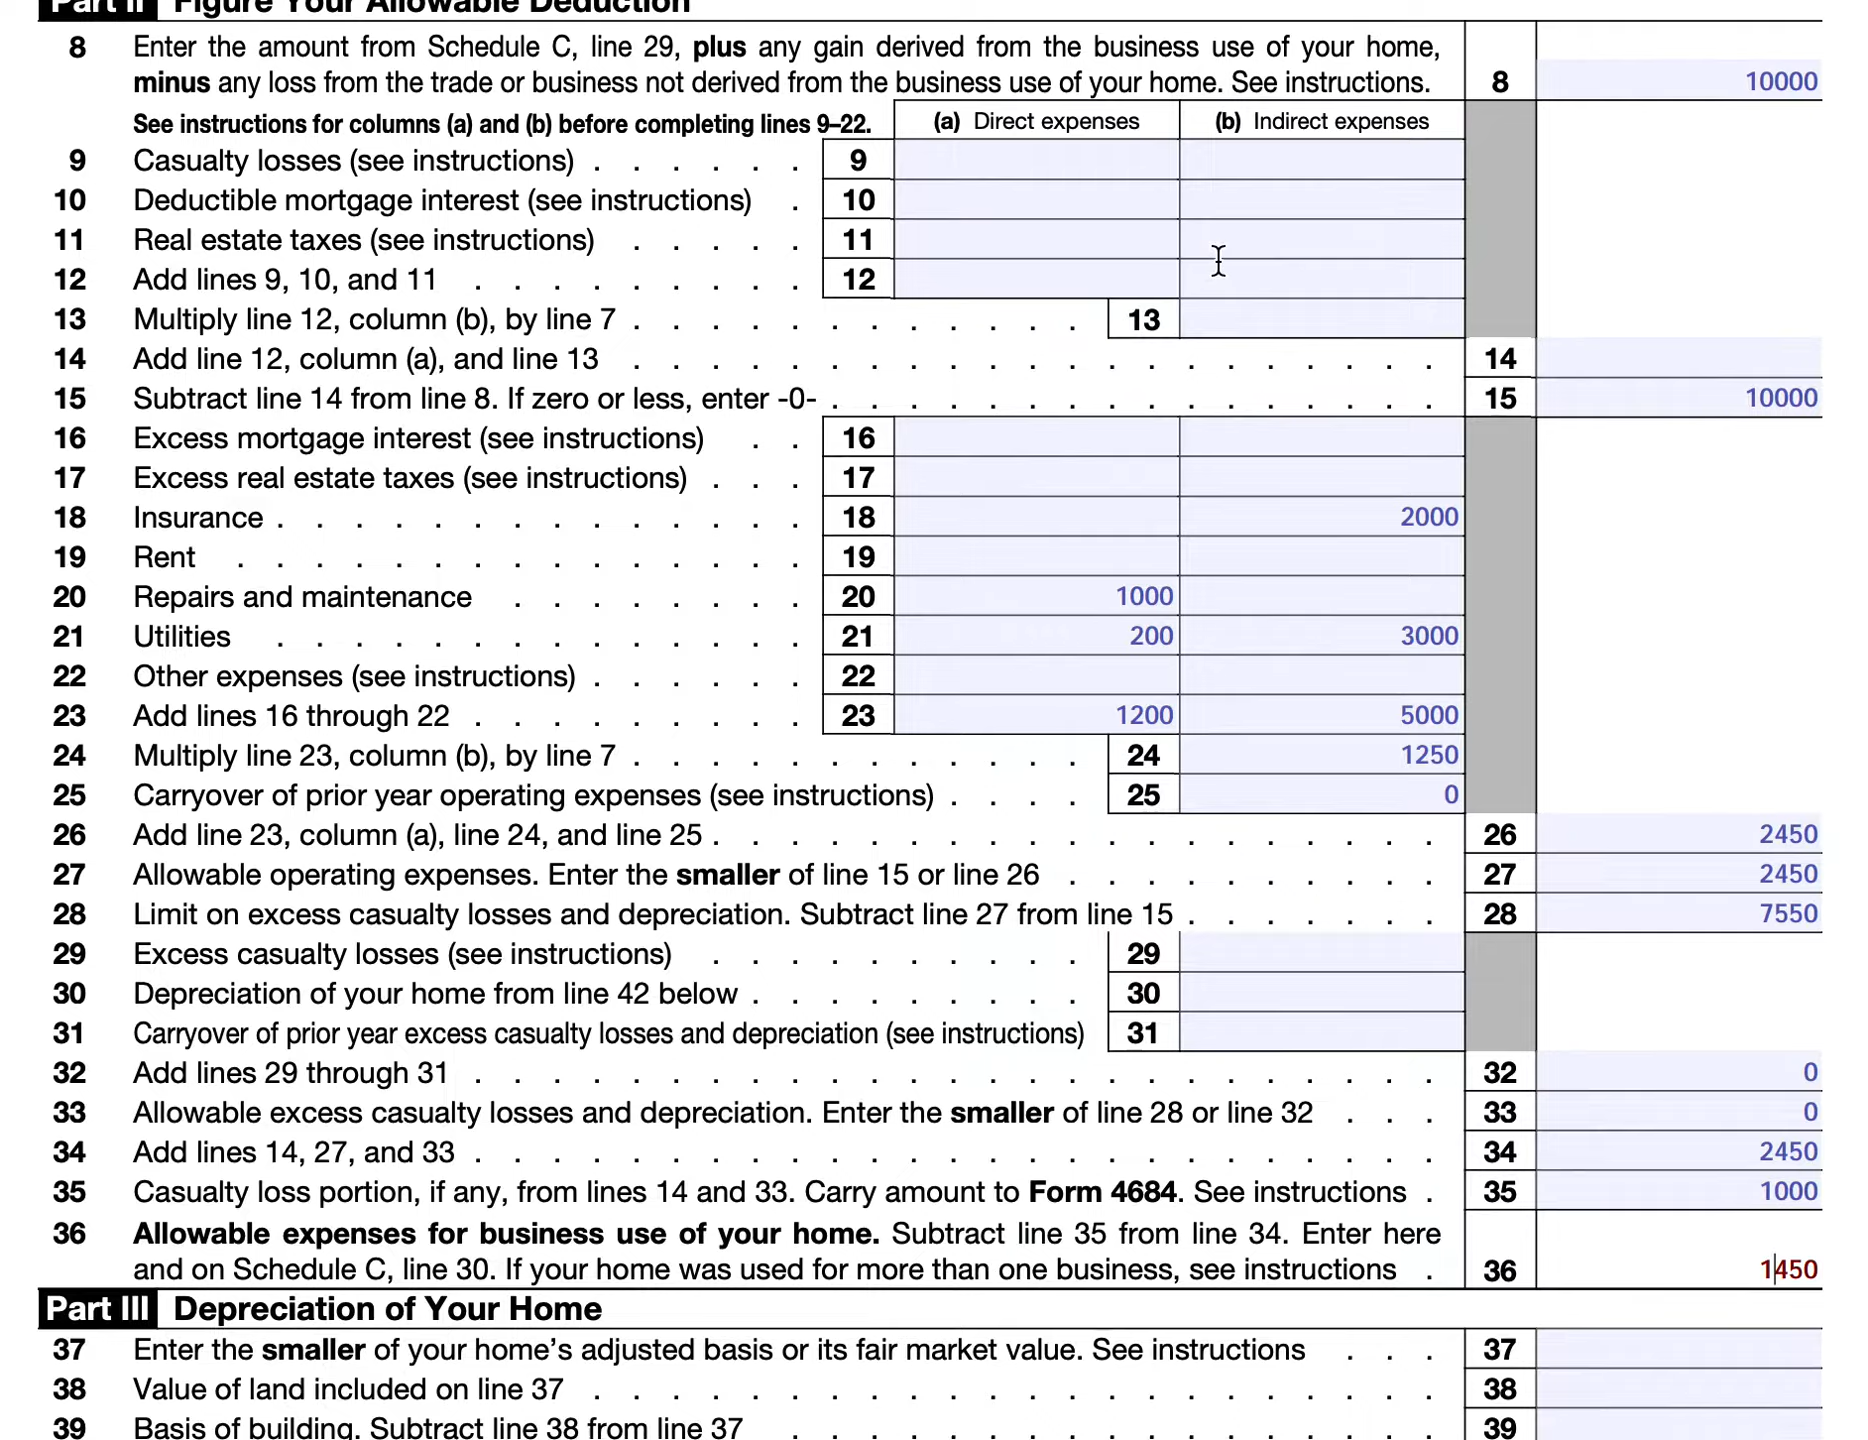 Part II Figure Your Allowable Deduction
8 Enter the amount from Schedule C, line 29, plus any gain derived from the business use of your home,
minus any loss from the trade or business not derived from the business use of your home. See instructions. 8 10000
See instructions for columns (a) and (b) before completing lines 9–22. (a) Direct expenses (b) Indirect expenses
9 Casualty losses (see instructions) . . . . . . 9
10 Deductible mortgage interest (see instructions) . 10
11 Real estate taxes (see instructions) . . . . . 11
12 Add lines 9, 10, and 11 . . . . . . . . . 12
13 Multiply line 12, column (b), by line 7 . . . . . . . . . . . . 13
14 Add line 12, column (a), and line 13 . . . . . . . . . . . . . . . . . . . . . 14
15 Subtract line 14 from line 8. If zero or less, enter -0- . . . . . . . . . . . . . . . . 15 10000
16 Excess mortgage interest (see instructions) . . 16
17 Excess real estate taxes (see instructions) . . . 17
18 Insurance . . . . . . . . . . . . . . 18 2000
19 Rent . . . . . . . . . . . . . . . 19
20 Repairs and maintenance . . . . . . . . 20 1000
21 Utilities . . . . . . . . . . . . . . 21 200 3000
22 Other expenses (see instructions) . . . . . . 22
23 Add lines 16 through 22 . . . . . . . . . 23 1200 5000
24 Multiply line 23, column (b), by line 7 . . . . . . . . . . . . 24 1250
25 Carryover of prior year operating expenses (see instructions) . . . . 25 0
26 Add line 23, column (a), line 24, and line 25 . . . . . . . . . . . . . . . . . . . 26 2450
27 Allowable operating expenses. Enter the smaller of line 15 or line 26 . . . . . . . . . . 27 2450
28 Limit on excess casualty losses and depreciation. Subtract line 27 from line 15 . . . . . . . 28 7550
29 Excess casualty losses (see instructions) . . . . . . . . . . 29
30 Depreciation of your home from line 42 below . . . . . . . . . 30
31 Carryover of prior year excess casualty losses and depreciation (see instructions) 31
32 Add lines 29 through 31 . . . . . . . . . . . . . . . . . . . . . . . . . 32 0
33 Allowable excess casualty losses and depreciation. Enter the smaller of line 28 or line 32 . . . 33 0
34 Add lines 14, 27, and 33 . . . . . . . . . . . . . . . . . . . . . . . . . 34 2450
35 Casualty loss portion, if any, from lines 14 and 33. Carry amount to Form 4684. See instructions . 35 1000
36 Allowable expenses for business use of your home. Subtract line 35 from line 34. Enter here
and on Schedule C, line 30. If your home was used for more than one business, see instructions . 36 1450
Part III Depreciation of Your Home
37 Enter the smaller of your home's adjusted basis or its fair market value. See instructions . . . 37
38 Value of land included on line 37 . . . . . . . . . . . . . . . . . . . . . . 38
39 Basis of building. Subtract line 38 from line 37 . . . . . . . . . . . . . . . . . 39